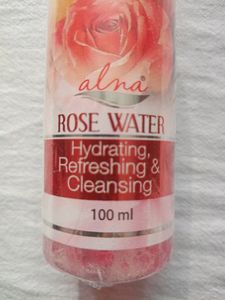 alna®
ROSE WATER
Hydrating,
Refreshing &
Cleansing
100 ml